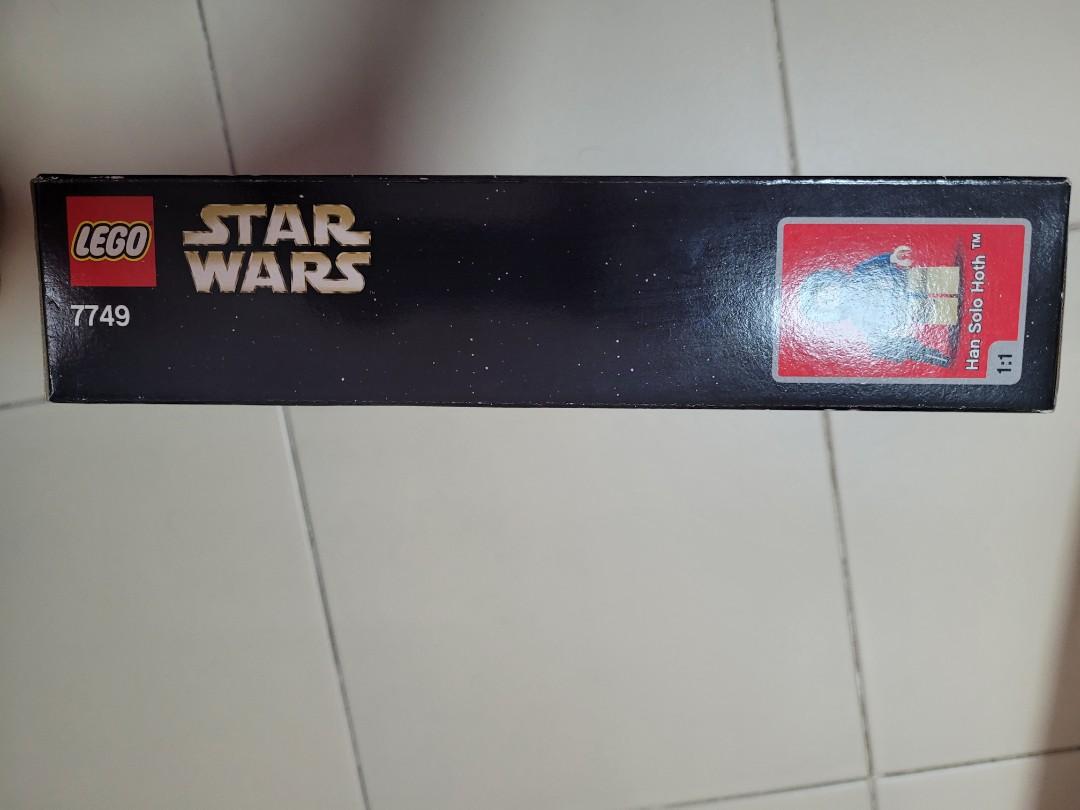 LEGO
STAR
WARS
7749
Han Solo Hoth ™
1:1